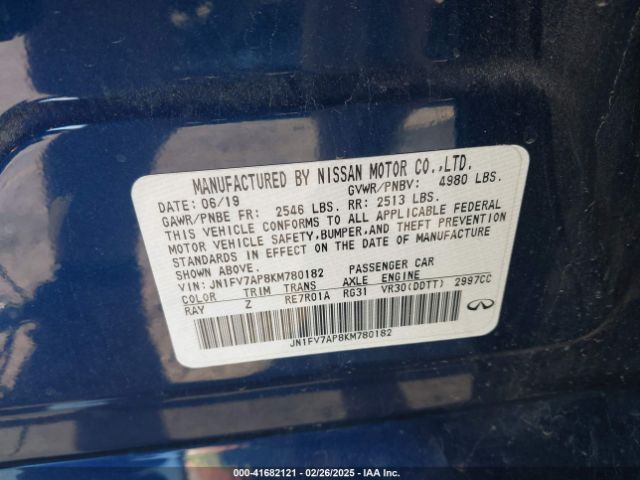 MANUFACTURED BY NISSAN MOTOR CO.,LTD.
DATE: 06/19 GVWR/PNBV: 4980 LBS.
GAWR/PNBE FR: 2546 LBS. RR: 2513 LBS.
THIS VEHICLE CONFORMS TO ALL APPLICABLE FEDERAL
MOTOR VEHICLE SAFETY,BUMPER,AND THEFT PREVENTION
STANDARDS IN EFFECT ON THE DATE OF MANUFACTURE
SHOWN ABOVE.
VIN: JN1FV7AP8KM780182 PASSENGER CAR
COLOR TRIM TRANS AXLE ENGINE
RAY Z RE7R01A RG31 VR30(DDTT) 2997CC
JN1FV7AP8KM780182
000-41682121 - 02/26/2025 - IAA Inc.